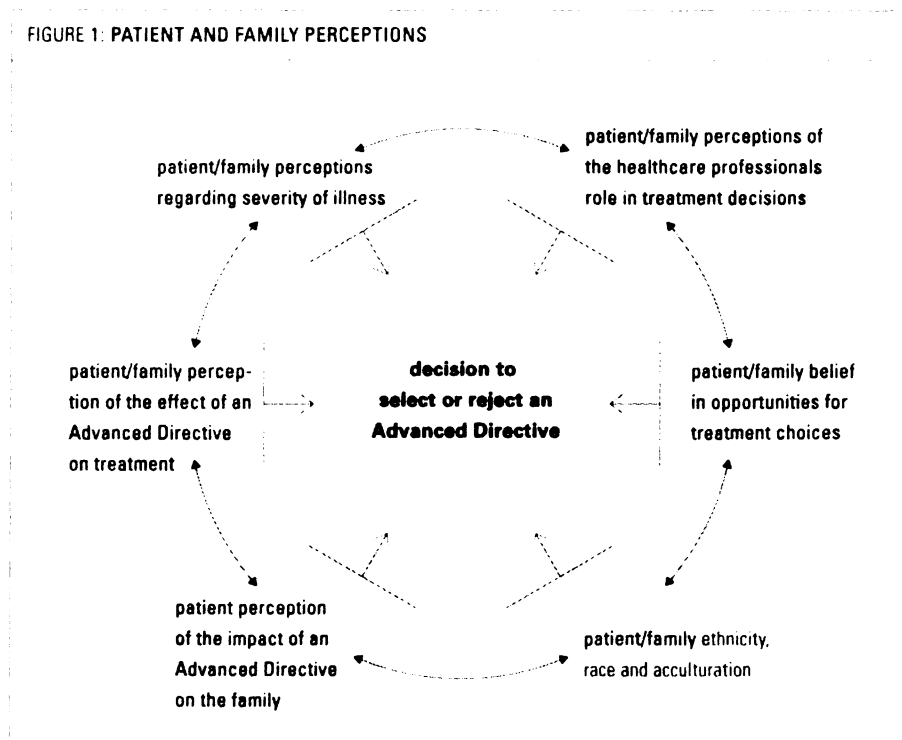 FIGURE 1: PATIENT AND FAMILY PERCEPTIONS
patient/family perceptions
regarding severity of illness
patient/family perceptions of
the healthcare professionals
role in treatment decisions
patient/family percep-
tion of the effect of an
Advanced Directive
on treatment
decision to
select or reject an
Advanced Directive
patient/family belief
in opportunities for
treatment choices
patient perception
of the impact of an
Advanced Directive
on the family
patient/family ethnicity,
race and acculturation